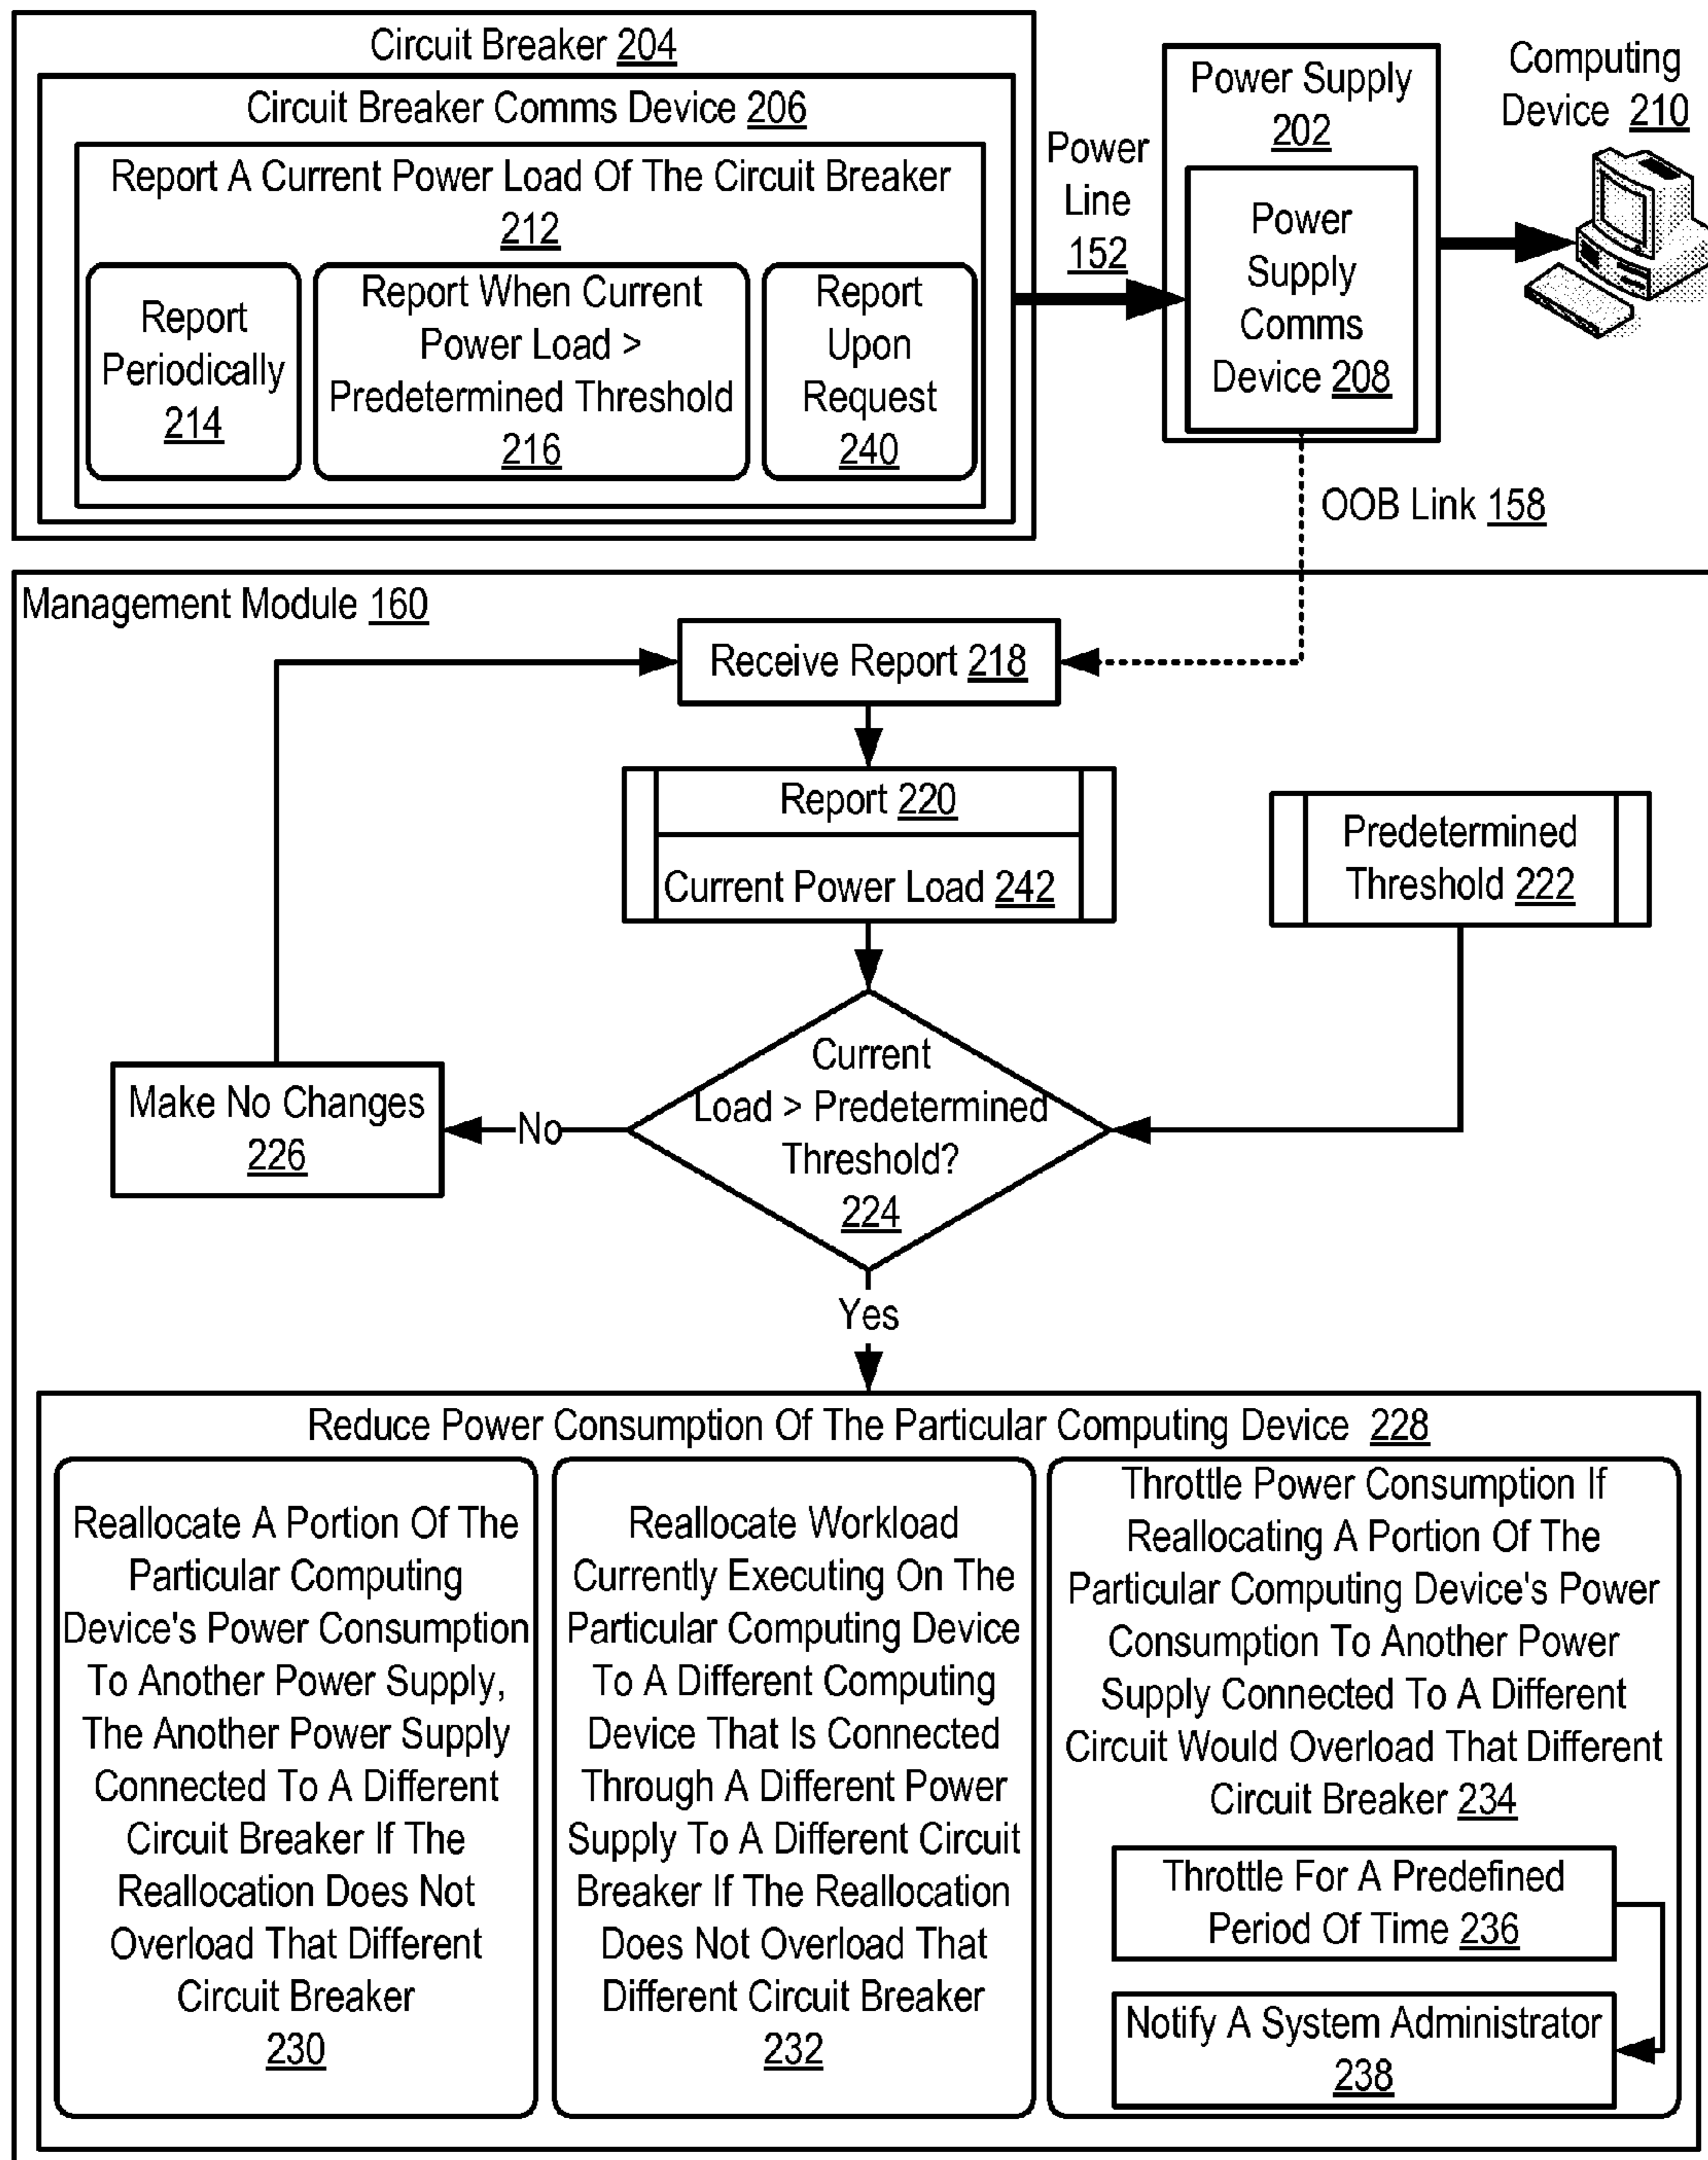 Circuit Breaker 204
Circuit Breaker Comms Device 206
Report A Current Power Load Of The Circuit Breaker
212
Report
Periodically
214
Report When Current
Power Load >
Predetermined Threshold
216
Report
Upon
Request
240
Power
Line
152
Power Supply
202
Power
Supply
Comms
Device 208
Computing
Device 210
OOB Link 158
Management Module 160
Receive Report 218
Report 220
Current Power Load 242
Predetermined
Threshold 222
Current
Load > Predetermined
Threshold?
224
No
Make No Changes
226
Yes
Reduce Power Consumption Of The Particular Computing Device 228
Reallocate A Portion Of The
Particular Computing
Device's Power Consumption
To Another Power Supply,
The Another Power Supply
Connected To A Different
Circuit Breaker If The
Reallocation Does Not
Overload That Different
Circuit Breaker
230
Reallocate Workload
Currently Executing On The
Particular Computing Device
To A Different Computing
Device That Is Connected
Through A Different Power
Supply To A Different Circuit
Breaker If The Reallocation
Does Not Overload That
Different Circuit Breaker
232
Throttle Power Consumption If
Reallocating A Portion Of The
Particular Computing Device's Power
Consumption To Another Power
Supply Connected To A Different
Circuit Would Overload That Different
Circuit Breaker 234
Throttle For A Predefined
Period Of Time 236
Notify A System Administrator
238